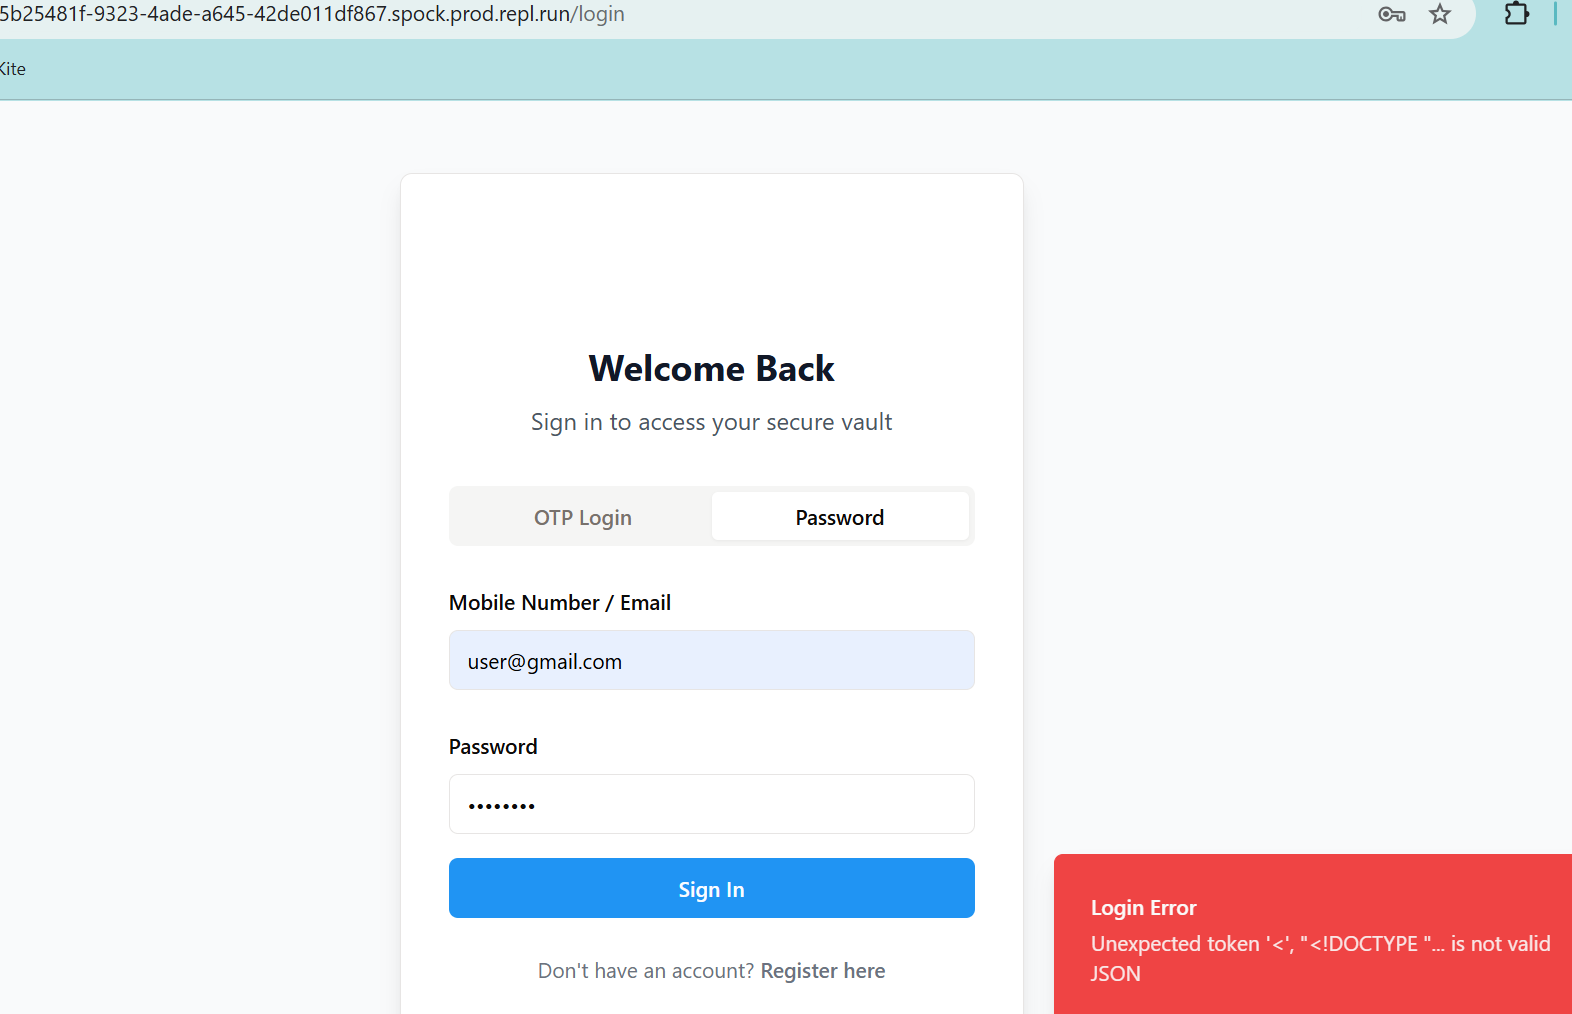 5b25481f-9323-4ade-a645-42de011df867.spock.prod.repl.run/login
Kite
Welcome Back
Sign in to access your secure vault
OTP Login
Password
Mobile Number / Email
user@gmail.com
Password
••••••••
Sign In
Don't have an account? Register here
Login Error
Unexpected token '<', "<!DOCTYPE "... is not valid
JSON